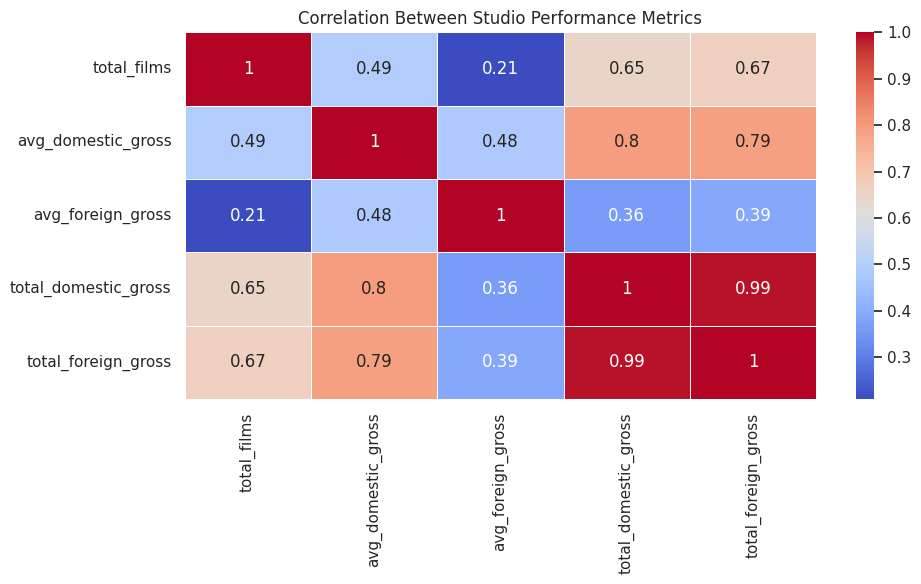 Correlation Between Studio Performance Metrics
total_films 1 0.49 0.21 0.65 0.67
avg_domestic_gross 0.49 1 0.48 0.8 0.79
avg_foreign_gross 0.21 0.48 1 0.36 0.39
total_domestic_gross 0.65 0.8 0.36 1 0.99
total_foreign_gross 0.67 0.79 0.39 0.99 1
total_films
avg_domestic_gross
avg_foreign_gross
total_domestic_gross
total_foreign_gross
1.0
0.9
0.8
0.7
0.6
0.5
0.4
0.3